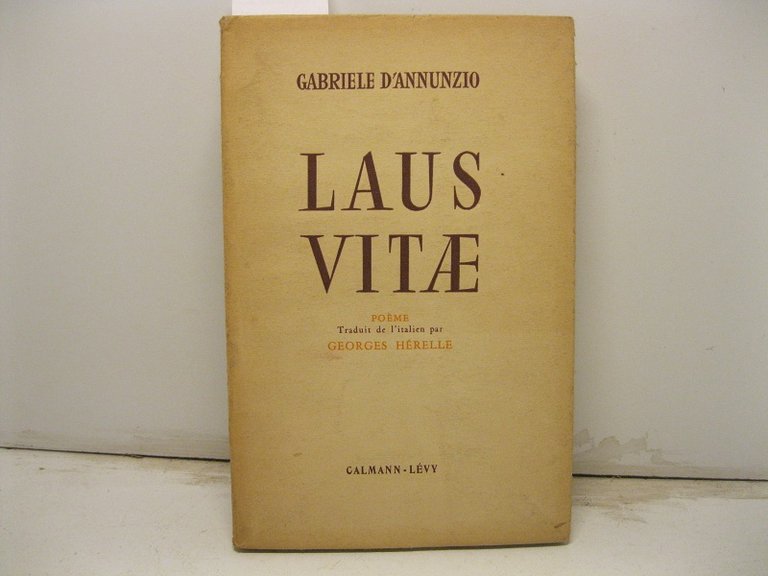 GABRIELE D'ANNUNZIO
LAUS
VITÆ
POÈME
Traduit de l'italien par
GEORGES HÉRELLE
CALMANN-LÉVY